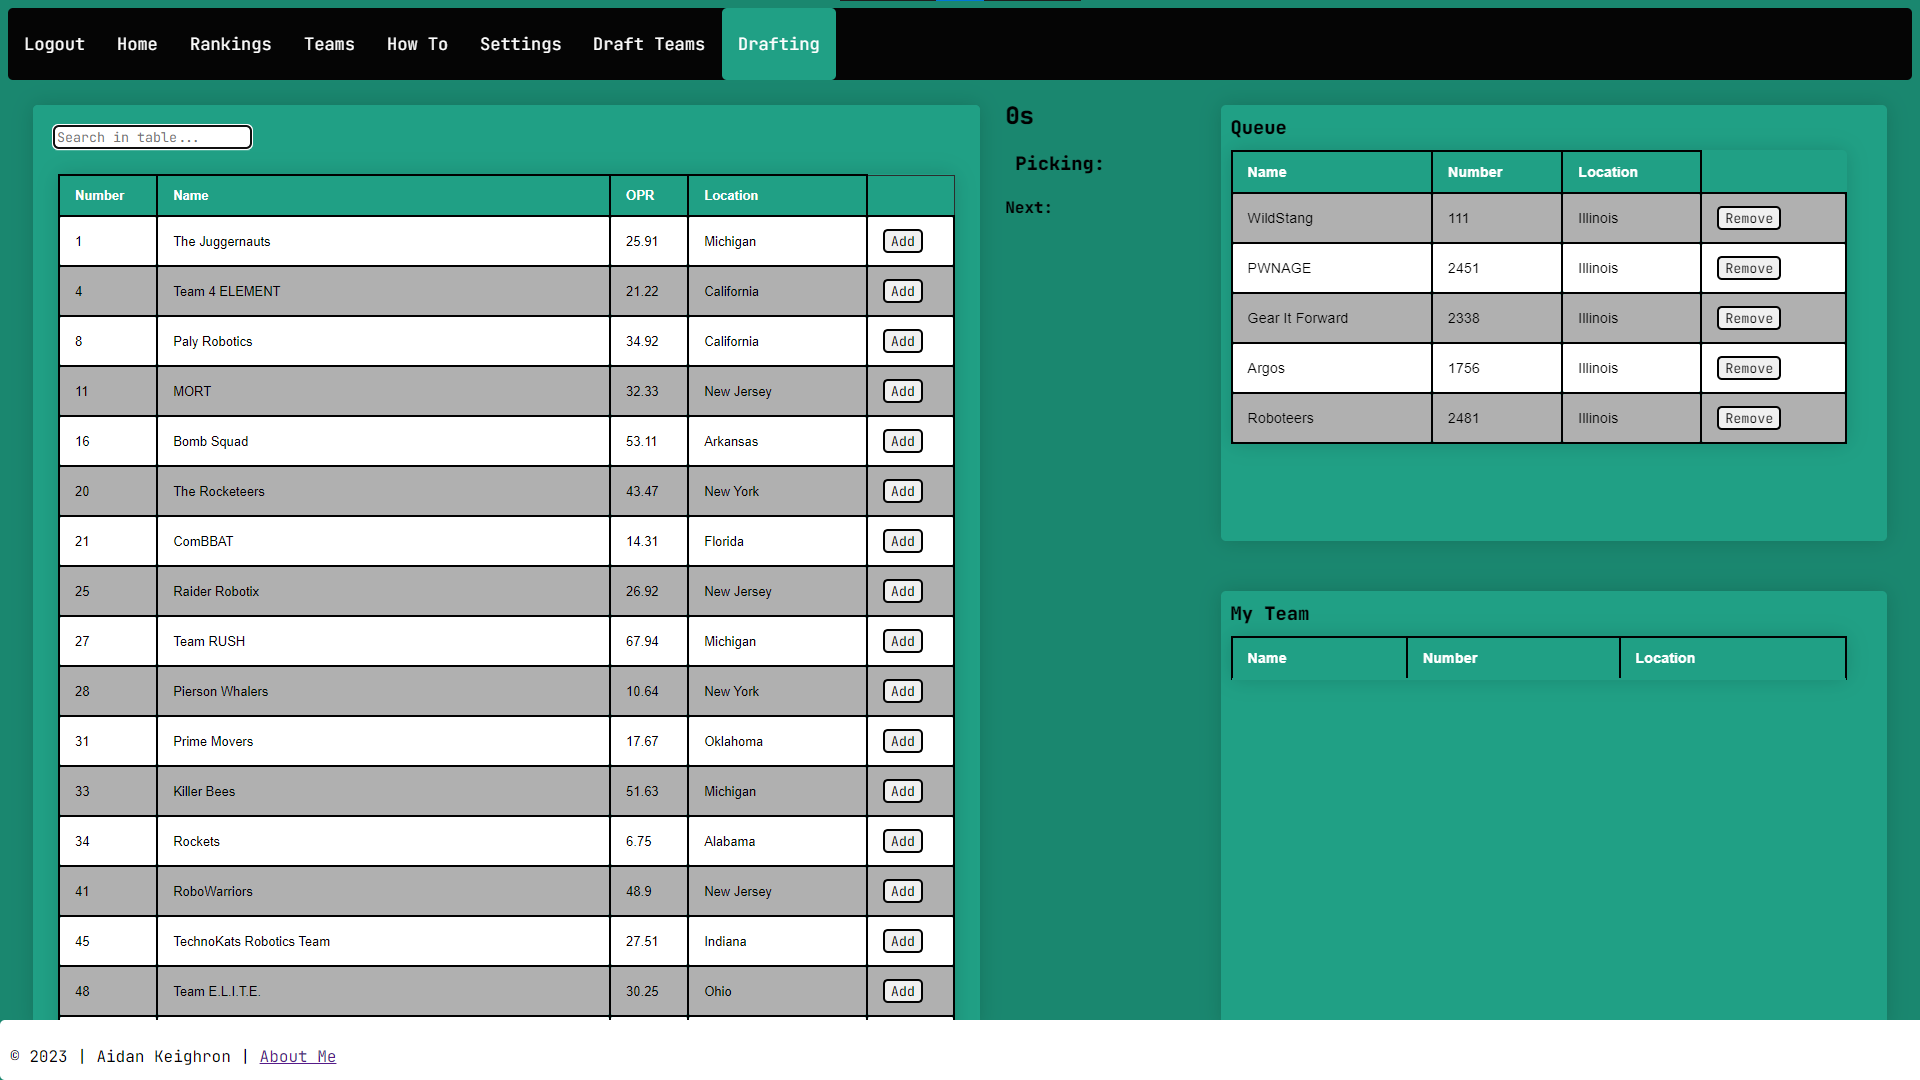 Logout Home Rankings Teams How To Settings Draft Teams Drafting
Search in table...
Number Name OPR Location
1 The Juggernauts 25.91 Michigan Add
4 Team 4 ELEMENT 21.22 California Add
8 Paly Robotics 34.92 California Add
11 MORT 32.33 New Jersey Add
16 Bomb Squad 53.11 Arkansas Add
20 The Rocketeers 43.47 New York Add
21 ComBBAT 14.31 Florida Add
25 Raider Robotix 26.92 New Jersey Add
27 Team RUSH 67.94 Michigan Add
28 Pierson Whalers 10.64 New York Add
31 Prime Movers 17.67 Oklahoma Add
33 Killer Bees 51.63 Michigan Add
34 Rockets 6.75 Alabama Add
41 RoboWarriors 48.9 New Jersey Add
45 TechnoKats Robotics Team 27.51 Indiana Add
48 Team E.L.I.T.E. 30.25 Ohio Add
0s
Picking:
Next:
Queue
Name Number Location
WildStang 111 Illinois Remove
PWNAGE 2451 Illinois Remove
Gear It Forward 2338 Illinois Remove
Argos 1756 Illinois Remove
Roboteers 2481 Illinois Remove
My Team
Name Number Location
© 2023 | Aidan Keighron | About Me